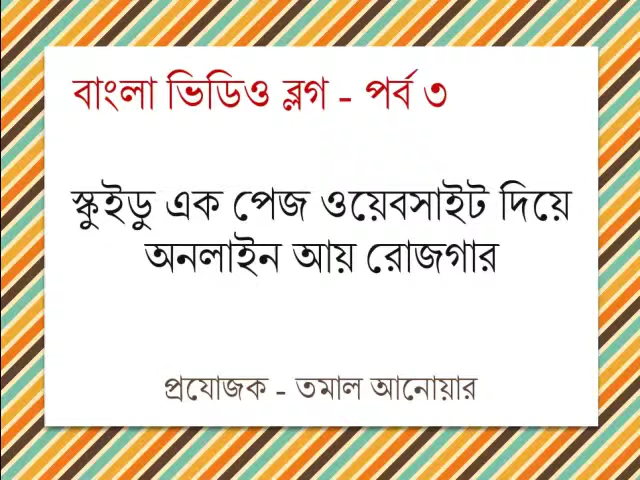 বাংলা ভিডিও ব্লগ - পর্ব ৩
স্কুইডু এক পেজ ওয়েবসাইট দিয়ে
অনলাইন আয় রোজগার
প্রযোজক - তমাল আনোয়ার